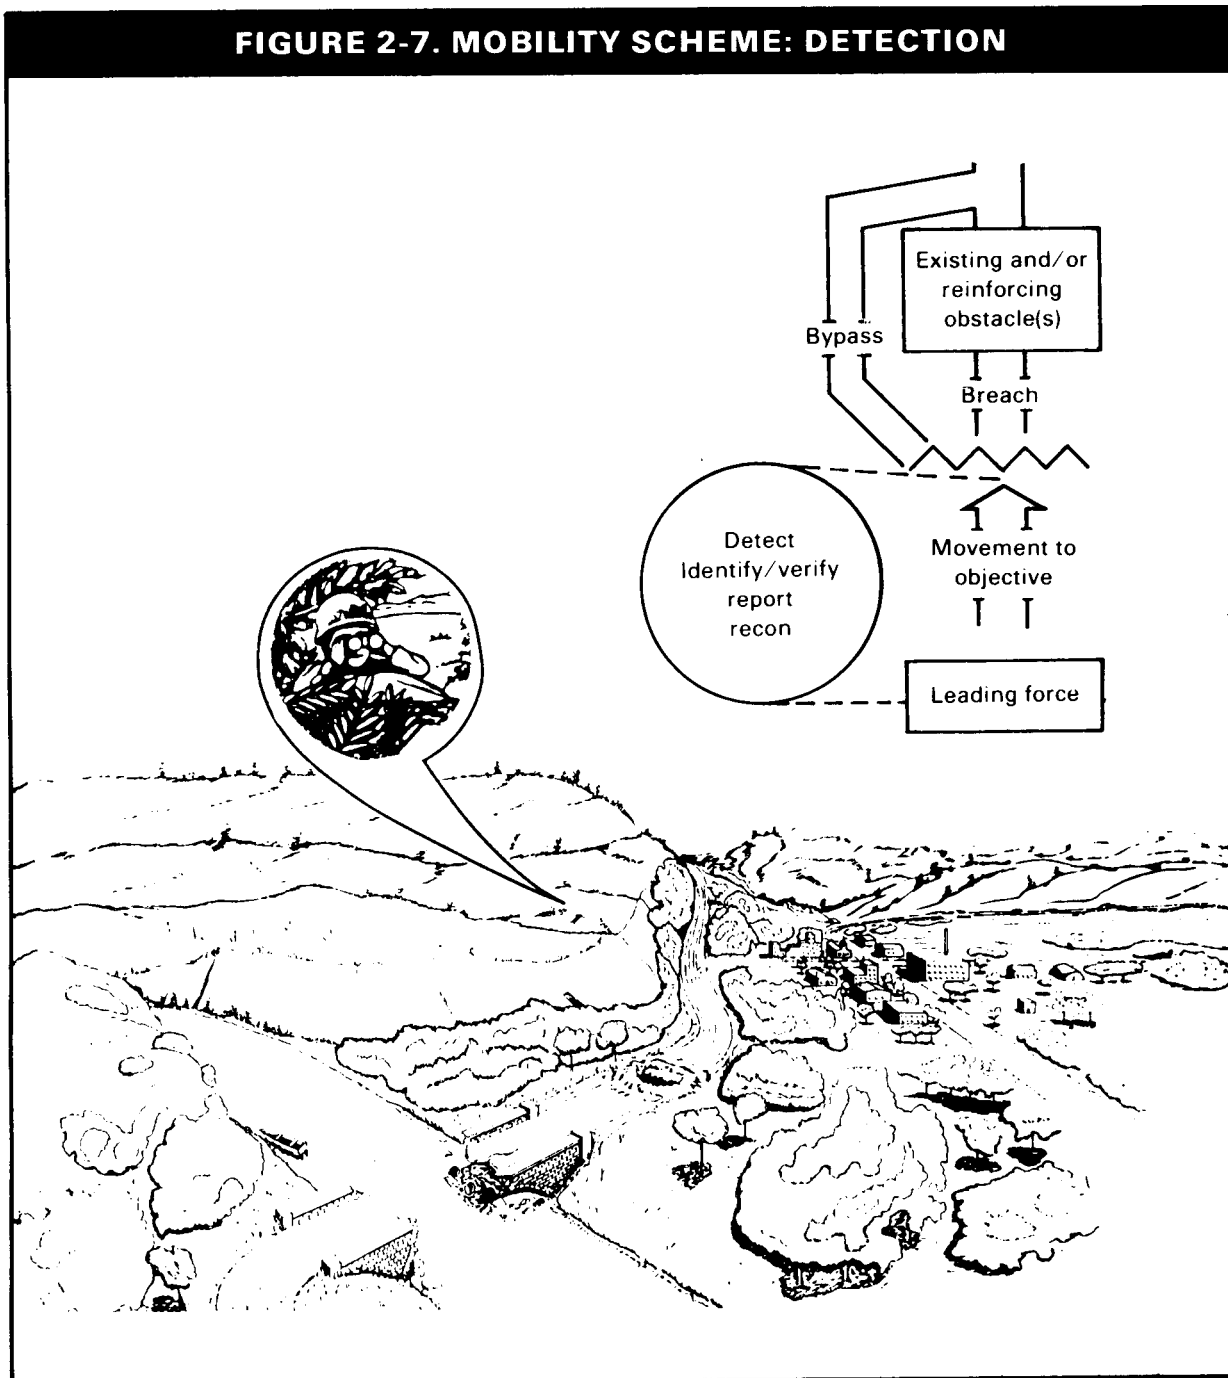 FIGURE 2-7. MOBILITY SCHEME: DETECTION
Existing and/or
reinforcing
obstacle(s)
Bypass
Breach
Detect
Identify/verify
report
recon
Movement to
objective
Leading force